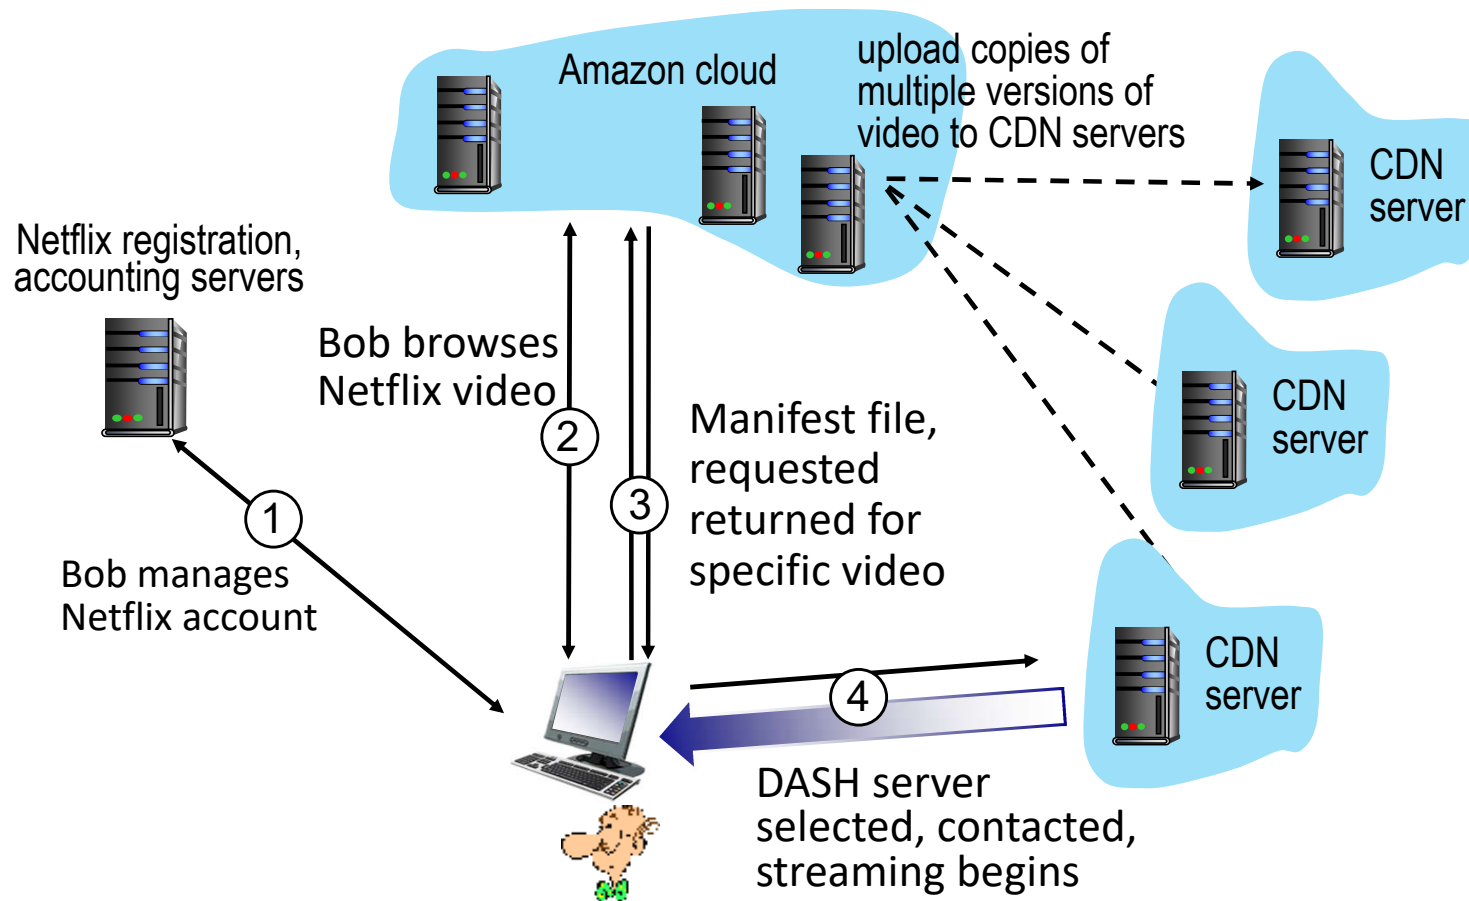 Amazon cloud
upload copies of
multiple versions of
video to CDN servers
CDN
server
Netflix registration,
accounting servers
Bob browses
Netflix video
CDN
server
2
Manifest file,
requested
returned for
specific video
3
1
Bob manages
Netflix account
CDN
server
4
DASH server
selected, contacted,
streaming begins